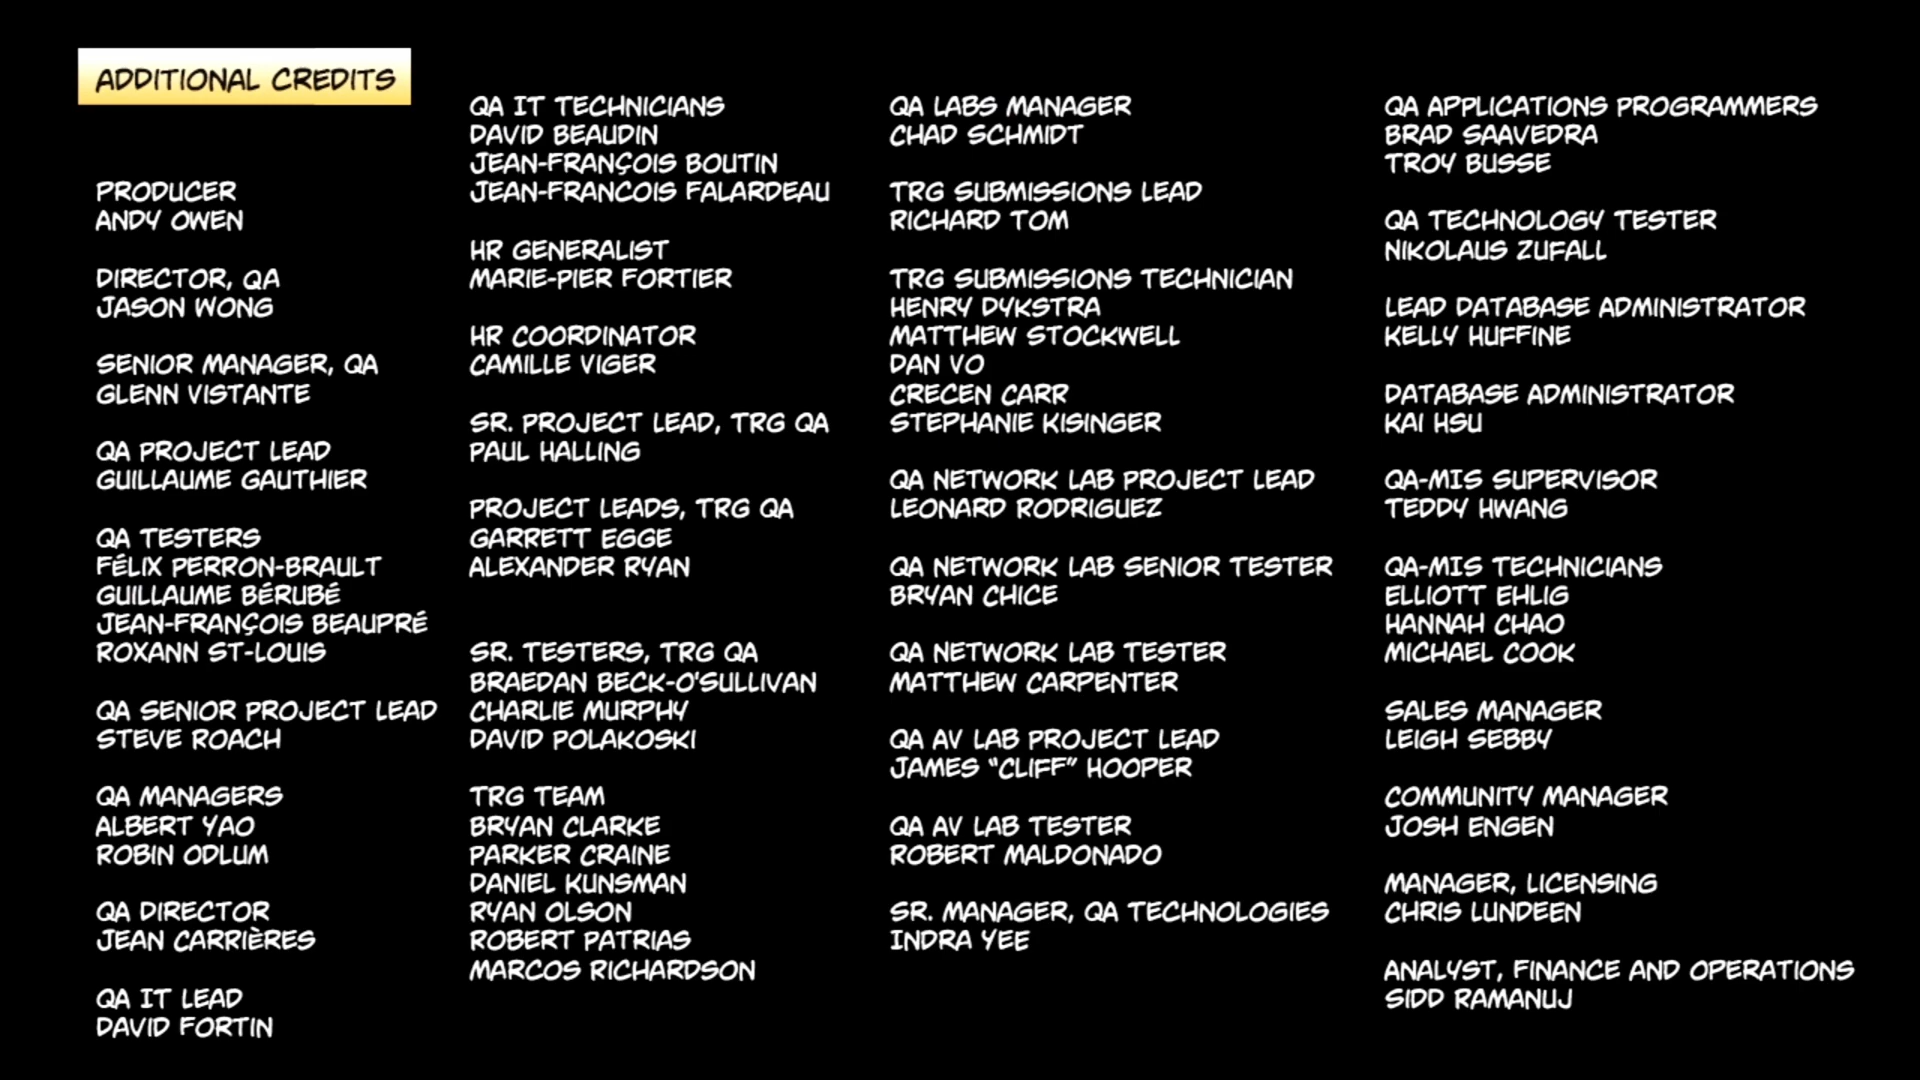 ADDITIONAL CREDITS
PRODUCER
ANDY OWEN
DIRECTOR, QA
JASON WONG
SENIOR MANAGER, QA
GLENN VISTANTE
QA PROJECT LEAD
GUILLAUME GAUTHIER
QA TESTERS
FÉLIX PERRON-BRAULT
GUILLAUME BÉRUBÉ
JEAN-FRANÇOIS BEAUPRÉ
ROXANN ST-LOUIS
QA SENIOR PROJECT LEAD
STEVE ROACH
QA MANAGERS
ALBERT YAO
ROBIN ODLUM
QA DIRECTOR
JEAN CARRIÈRES
QA IT LEAD
DAVID FORTIN
QA IT TECHNICIANS
DAVID BEAUDIN
JEAN-FRANÇOIS BOUTIN
JEAN-FRANCOIS FALARDEAU
HR GENERALIST
MARIE-PIER FORTIER
HR COORDINATOR
CAMILLE VIGER
SR. PROJECT LEAD, TRG QA
PAUL HALLING
PROJECT LEADS, TRG QA
GARRETT EGGE
ALEXANDER RYAN
SR. TESTERS, TRG QA
BRAEDAN BECK-O'SULLIVAN
CHARLIE MURPHY
DAVID POLAKOSKI
TRG TEAM
BRYAN CLARKE
PARKER CRAINE
DANIEL KUNSMAN
RYAN OLSON
ROBERT PATRIAS
MARCOS RICHARDSON
QA LABS MANAGER
CHAD SCHMIDT
TRG SUBMISSIONS LEAD
RICHARD TOM
TRG SUBMISSIONS TECHNICIAN
HENRY DYKSTRA
MATTHEW STOCKWELL
DAN VO
CRECEN CARR
STEPHANIE KISINGER
QA NETWORK LAB PROJECT LEAD
LEONARD RODRIGUEZ
QA NETWORK LAB SENIOR TESTER
BRYAN CHICE
QA NETWORK LAB TESTER
MATTHEW CARPENTER
QA AV LAB PROJECT LEAD
JAMES “CLIFF” HOOPER
QA AV LAB TESTER
ROBERT MALDONADO
SR. MANAGER, QA TECHNOLOGIES
INDRA YEE
QA APPLICATIONS PROGRAMMERS
BRAD SAAVEDRA
TROY BUSSE
QA TECHNOLOGY TESTER
NIKOLAUS ZUFALL
LEAD DATABASE ADMINISTRATOR
KELLY HUFFINE
DATABASE ADMINISTRATOR
KAI HSU
QA-MIS SUPERVISOR
TEDDY HWANG
QA-MIS TECHNICIANS
ELLIOTT EHLIG
HANNAH CHAO
MICHAEL COOK
SALES MANAGER
LEIGH SEBBY
COMMUNITY MANAGER
JOSH ENGEN
MANAGER, LICENSING
CHRIS LUNDEEN
ANALYST, FINANCE AND OPERATIONS
SIDD RAMANUJ